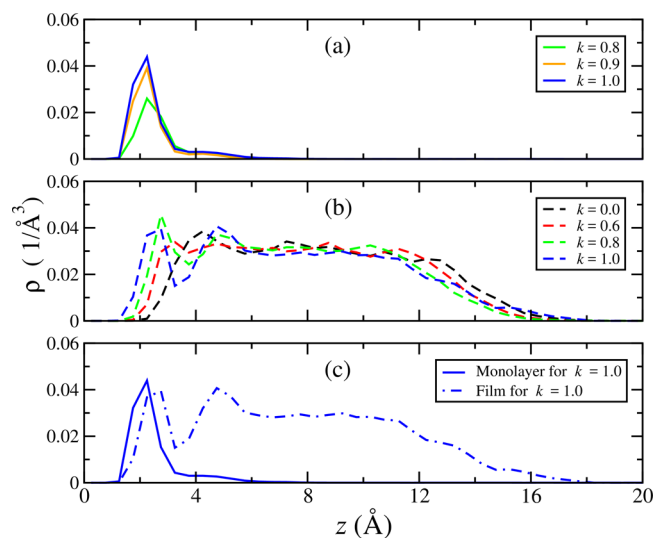 0.06
0.04
0.02
0
(a)
k = 0.8
k = 0.9
k = 1.0
0.06
0.04
0.02
0
(b)
k = 0.0
k = 0.6
k = 0.8
k = 1.0
ρ ( 1/Å³)
0.06
0.04
0.02
0
(c)
Monolayer for k = 1.0
Film for k = 1.0
0 4 8 12 16 20
z (Å)